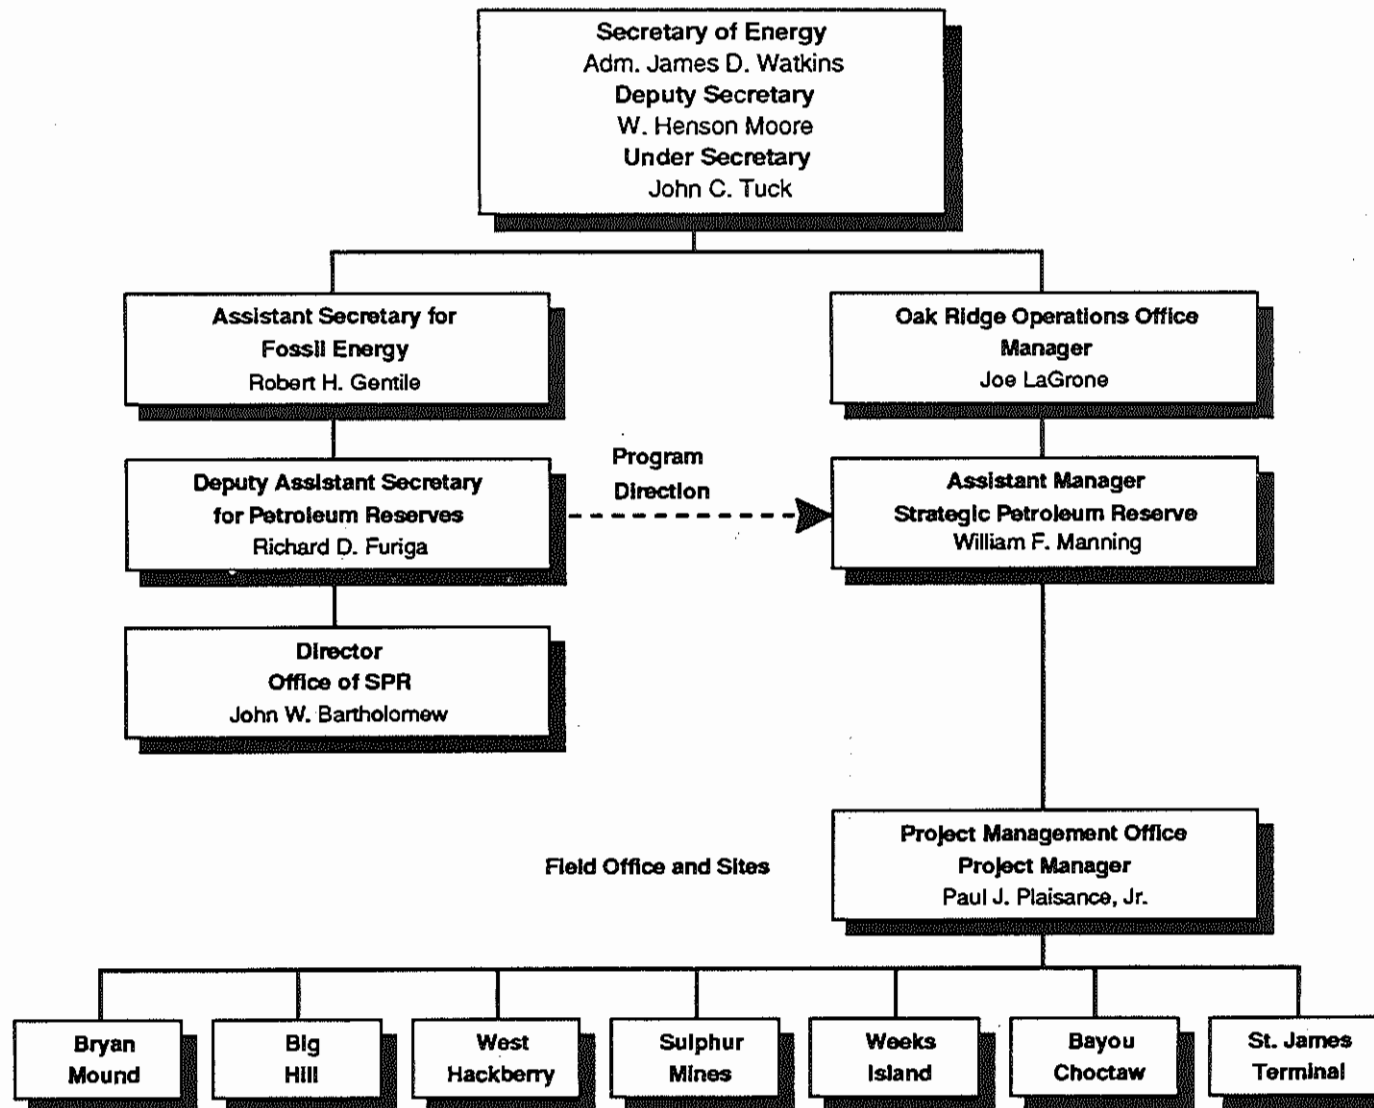 Secretary of Energy
Adm. James D. Watkins
Deputy Secretary
W. Henson Moore
Under Secretary
John C. Tuck
Assistant Secretary for
Fossil Energy
Robert H. Gentile
Oak Ridge Operations Office
Manager
Joe LaGrone
Deputy Assistant Secretary
for Petroleum Reserves
Richard D. Furiga
Program
Direction
Assistant Manager
Strategic Petroleum Reserve
William F. Manning
Director
Office of SPR
John W. Bartholomew
Field Office and Sites
Project Management Office
Project Manager
Paul J. Plaisance, Jr.
Bryan
Mound
Big
Hill
West
Hackberry
Sulphur
Mines
Weeks
Island
Bayou
Choctaw
St. James
Terminal